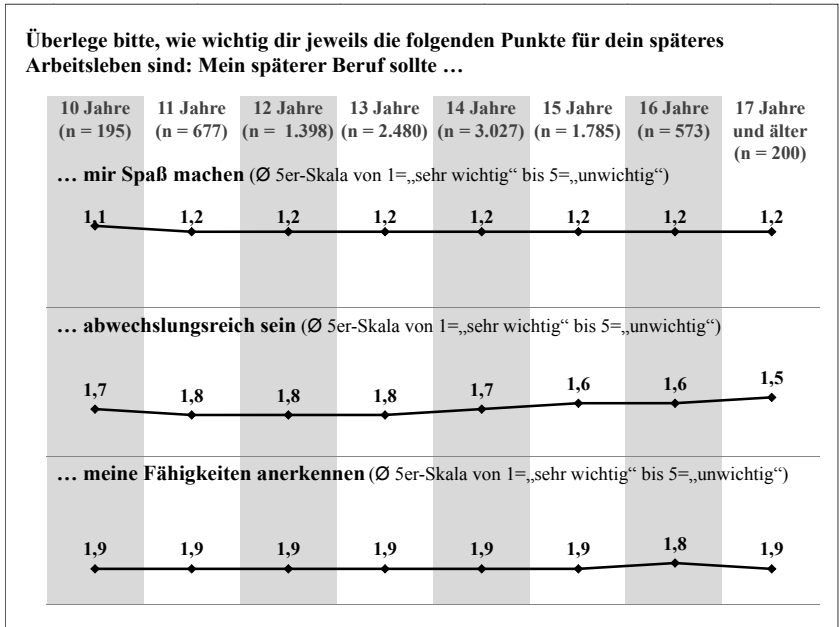 Überlege bitte, wie wichtig dir jeweils die folgenden Punkte für dein späteres
Arbeitsleben sind: Mein späterer Beruf sollte …
10 Jahre 11 Jahre 12 Jahre 13 Jahre 14 Jahre 15 Jahre 16 Jahre 17 Jahre
(n = 195) (n = 677) (n = 1.398) (n = 2.480) (n = 3.027) (n = 1.785) (n = 573) und älter
(n = 200)
… mir Spaß machen (Ø 5er-Skala von 1=„sehr wichtig“ bis 5=„unwichtig“)
1,1 1,2 1,2 1,2 1,2 1,2 1,2 1,2
… abwechslungsreich sein (Ø 5er-Skala von 1=„sehr wichtig“ bis 5=„unwichtig“)
1,7 1,8 1,8 1,8 1,7 1,6 1,6 1,5
… meine Fähigkeiten anerkennen (Ø 5er-Skala von 1=„sehr wichtig“ bis 5=„unwichtig“)
1,9 1,9 1,9 1,9 1,9 1,9 1,8 1,9